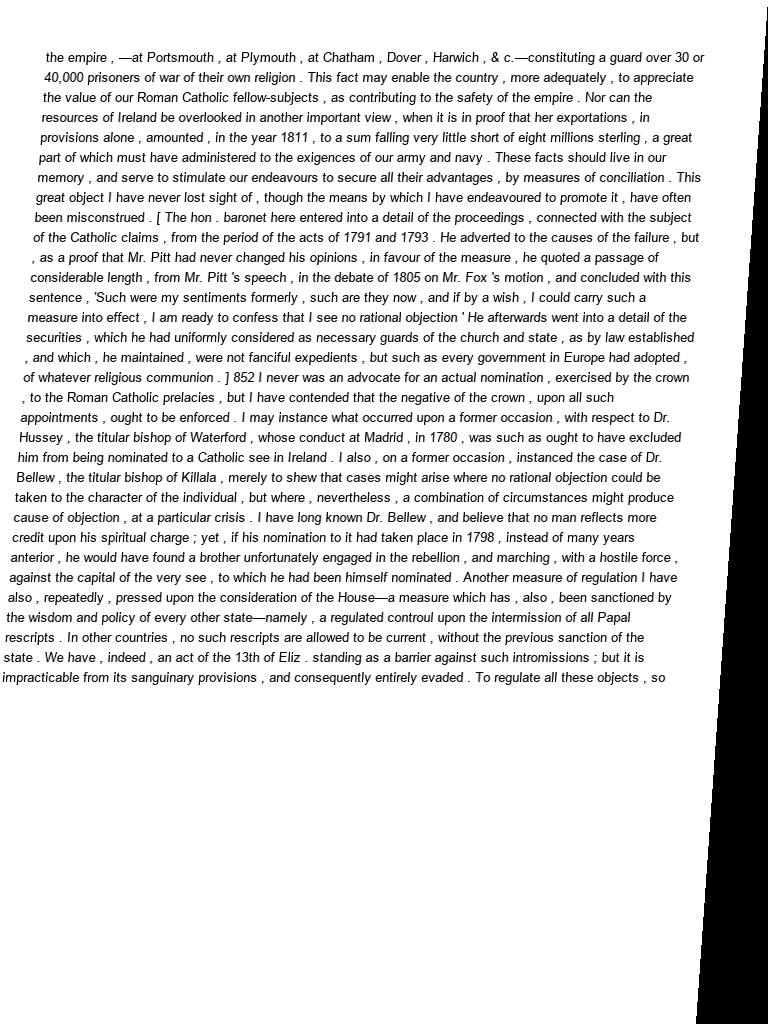 the empire , —at Portsmouth , at Plymouth , at Chatham , Dover , Harwich , & c.—constituting a guard over 30 or
40,000 prisoners of war of their own religion . This fact may enable the country , more adequately , to appreciate
the value of our Roman Catholic fellow-subjects , as contributing to the safety of the empire . Nor can the
resources of Ireland be overlooked in another important view , when it is in proof that her exportations , in
provisions alone , amounted , in the year 1811 , to a sum falling very little short of eight millions sterling , a great
part of which must have administered to the exigences of our army and navy . These facts should live in our
memory , and serve to stimulate our endeavours to secure all their advantages , by measures of conciliation . This
great object I have never lost sight of , though the means by which I have endeavoured to promote it , have often
been misconstrued . [ The hon . baronet here entered into a detail of the proceedings , connected with the subject
of the Catholic claims , from the period of the acts of 1791 and 1793 . He adverted to the causes of the failure , but
, as a proof that Mr. Pitt had never changed his opinions , in favour of the measure , he quoted a passage of
considerable length , from Mr. Pitt 's speech , in the debate of 1805 on Mr. Fox 's motion , and concluded with this
sentence , 'Such were my sentiments formerly , such are they now , and if by a wish , I could carry such a
measure into effect , I am ready to confess that I see no rational objection ' He afterwards went into a detail of the
securities , which he had uniformly considered as necessary guards of the church and state , as by law established
, and which , he maintained , were not fanciful expedients , but such as every government in Europe had adopted ,
of whatever religious communion . ] 852 I never was an advocate for an actual nomination , exercised by the crown
, to the Roman Catholic prelacies , but I have contended that the negative of the crown , upon all such
appointments , ought to be enforced . I may instance what occurred upon a former occasion , with respect to Dr.
Hussey , the titular bishop of Waterford , whose conduct at Madrid , in 1780 , was such as ought to have excluded
him from being nominated to a Catholic see in Ireland . I also , on a former occasion , instanced the case of Dr.
Bellew , the titular bishop of Killala , merely to shew that cases might arise where no rational objection could be
taken to the character of the individual , but where , nevertheless , a combination of circumstances might produce
cause of objection , at a particular crisis . I have long known Dr. Bellew , and believe that no man reflects more
credit upon his spiritual charge ; yet , if his nomination to it had taken place in 1798 , instead of many years
anterior , he would have found a brother unfortunately engaged in the rebellion , and marching , with a hostile force ,
against the capital of the very see , to which he had been himself nominated . Another measure of regulation I have
also , repeatedly , pressed upon the consideration of the House—a measure which has , also , been sanctioned by
the wisdom and policy of every other state—namely , a regulated controul upon the intermission of all Papal
rescripts . In other countries , no such rescripts are allowed to be current , without the previous sanction of the
state . We have , indeed , an act of the 13th of Eliz . standing as a barrier against such intromissions ; but it is
impracticable from its sanguinary provisions , and consequently entirely evaded . To regulate all these objects , so